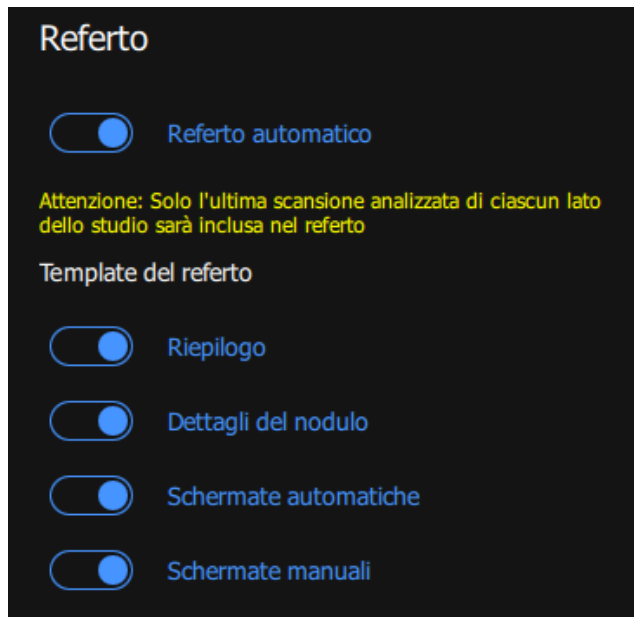 Referto
Referto automatico
Attenzione: Solo l'ultima scansione analizzata di ciascun lato
dello studio sarà inclusa nel referto
Template del referto
Riepilogo
Dettagli del nodulo
Schermate automatiche
Schermate manuali